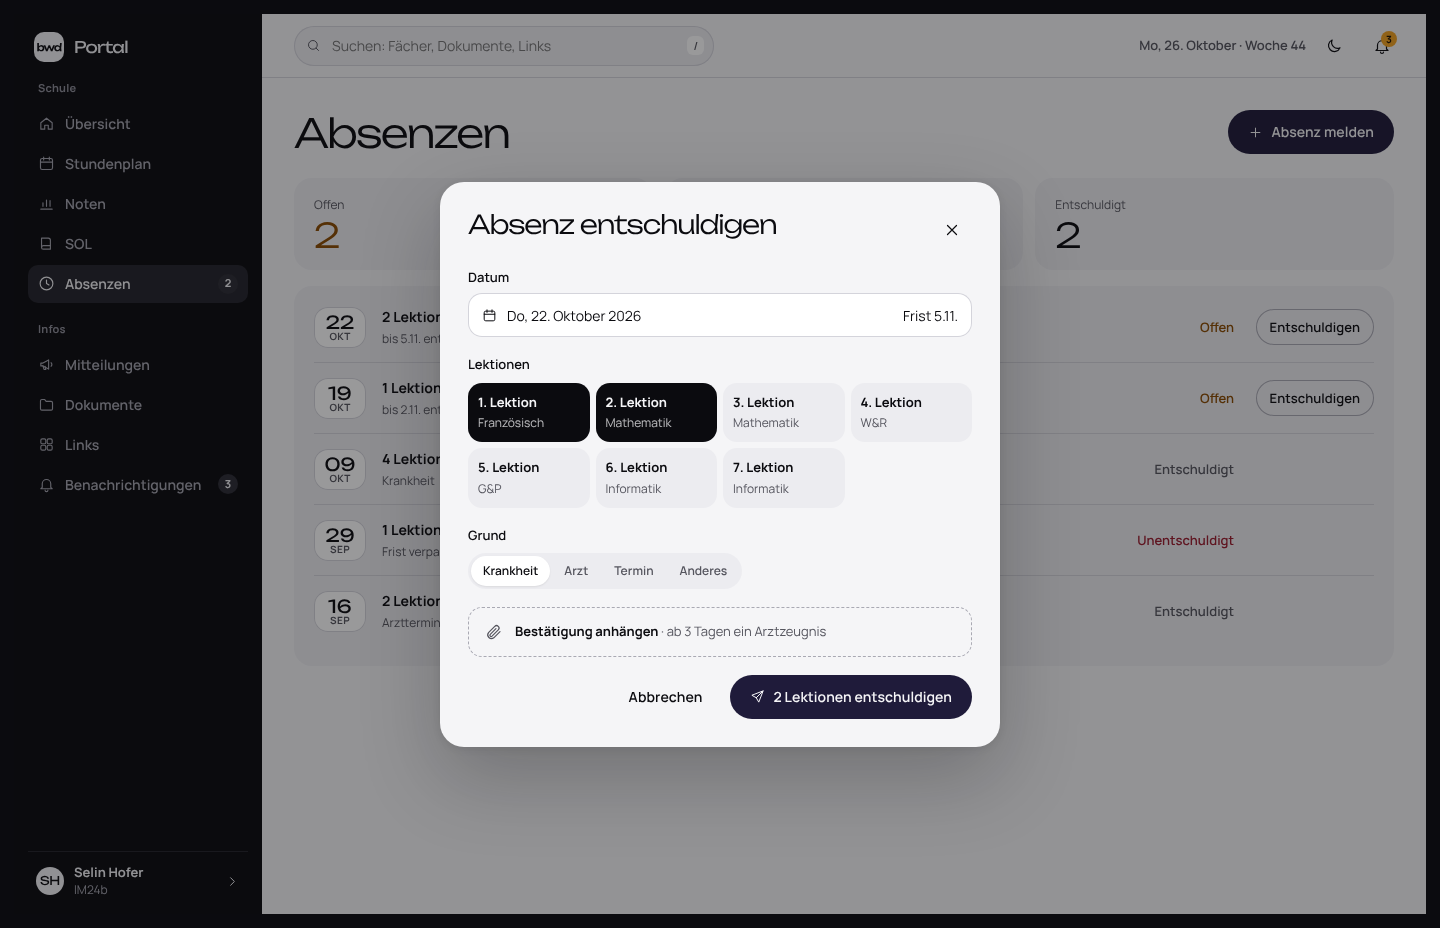 bwd Portal
Schule
Übersicht
Stundenplan
Noten
SOL
Absenzen 2
Infos
Mitteilungen
Dokumente
Links
Benachrichtigungen 3
SH Selin Hofer
IM24b
Suchen: Fächer, Dokumente, Links /
Mo, 26. Oktober · Woche 44 3
Absenzen
Absenz melden
Offen
2
Entschuldigt
2
22 OKT
2 Lektion
bis 5.11. ent
Offen
Entschuldigen
19 OKT
1 Lektion
bis 2.11. ent
Offen
Entschuldigen
09 OKT
4 Lektion
Krankheit
Entschuldigt
29 SEP
1 Lektion
Frist verpa
Unentschuldigt
16 SEP
2 Lektion
Arzttermin
Entschuldigt
Absenz entschuldigen
Datum
Do, 22. Oktober 2026 Frist 5.11.
Lektionen
1. Lektion
Französisch
2. Lektion
Mathematik
3. Lektion
Mathematik
4. Lektion
W&R
5. Lektion
G&P
6. Lektion
Informatik
7. Lektion
Informatik
Grund
Krankheit Arzt Termin Anderes
Bestätigung anhängen · ab 3 Tagen ein Arztzeugnis
Abbrechen
2 Lektionen entschuldigen